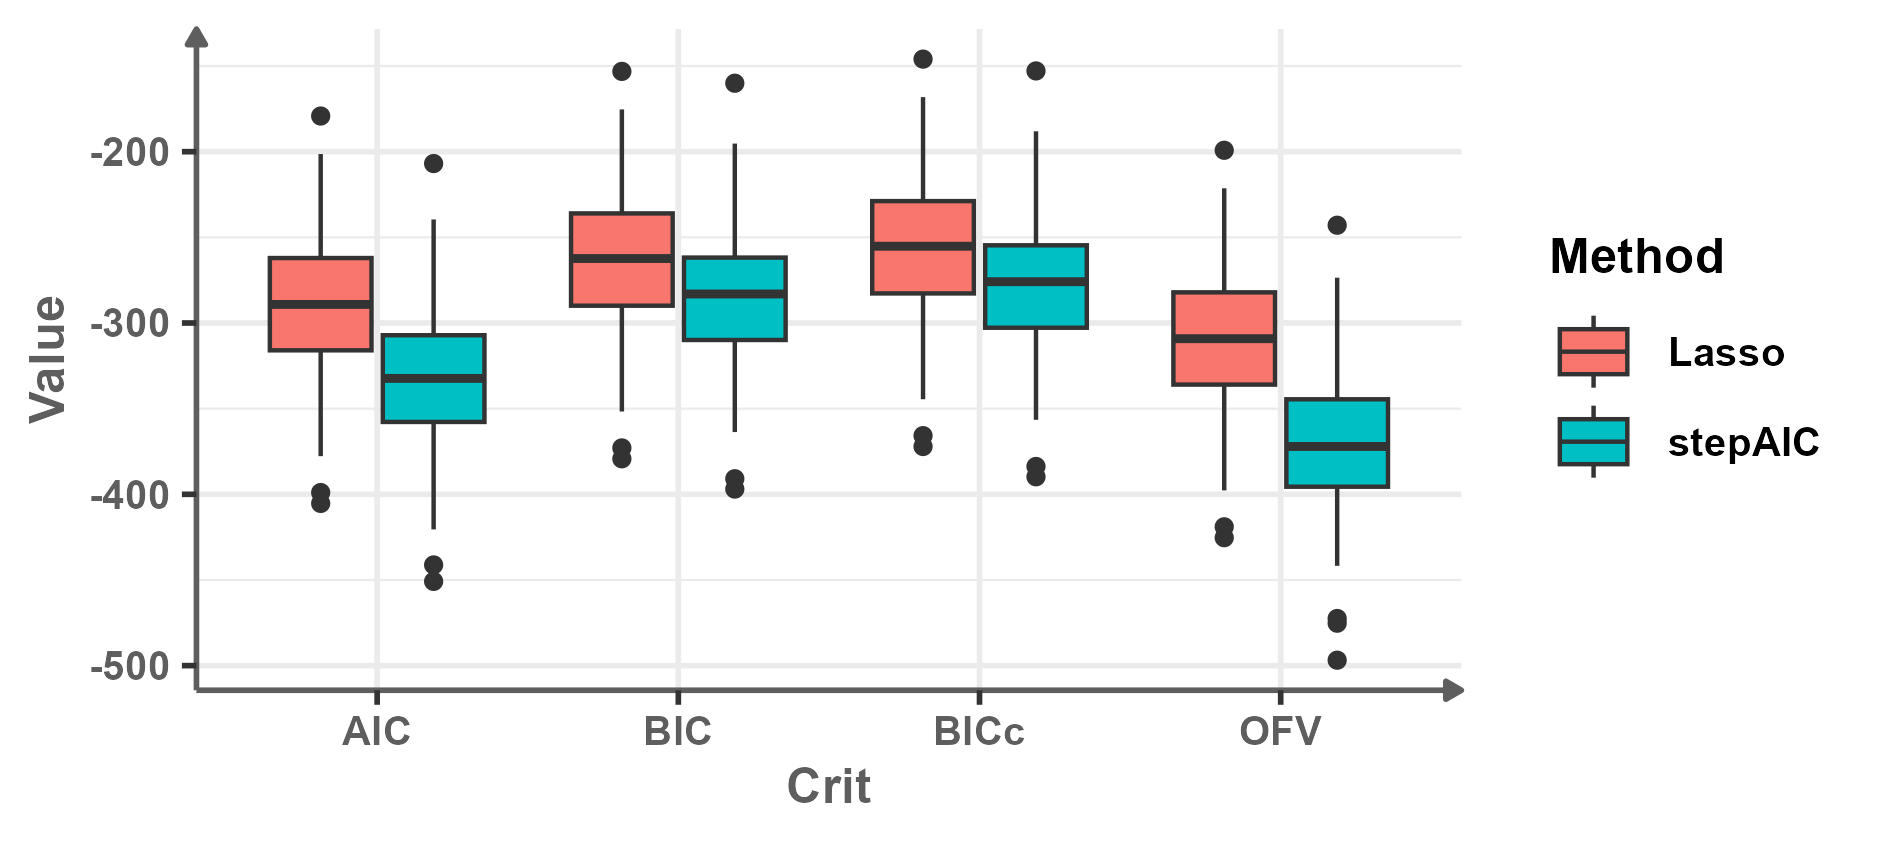 Value
-200
-300
-400
-500
AIC BIC BICc OFV
Crit
Method
Lasso
stepAIC